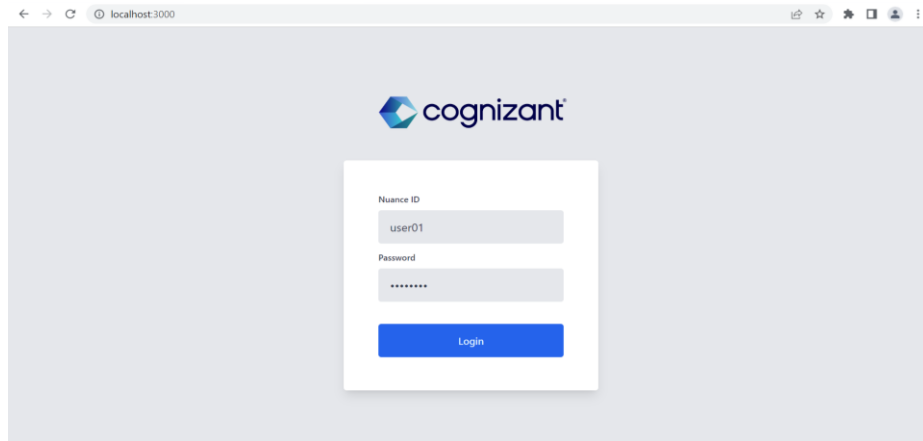 localhost:3000
cognizant
Nuance ID
user01
Password
••••••••
Login